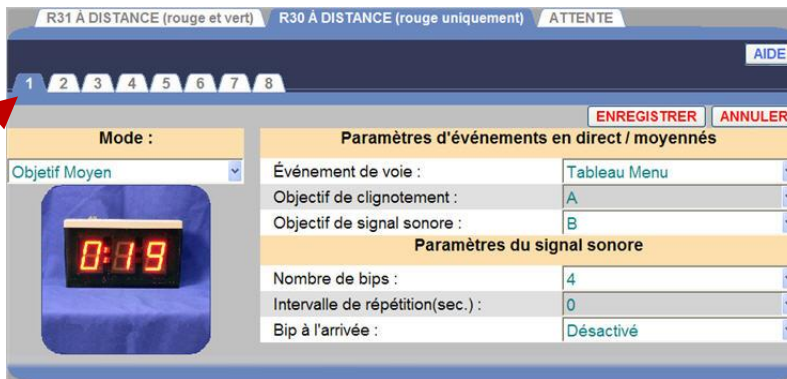 R31 À DISTANCE (rouge et vert) R30 À DISTANCE (rouge uniquement) ATTENTE
AIDE
1 2 3 4 5 6 7 8
ENREGISTRER ANNULER
Mode : Paramètres d'événements en direct / moyennés
Objetif Moyen Événement de voie : Tableau Menu
Objectif de clignotement : A
Objectif de signal sonore : B
0:19 Paramètres du signal sonore
Nombre de bips : 4
Intervalle de répétition(sec.) : 0
Bip à l'arrivée : Désactivé